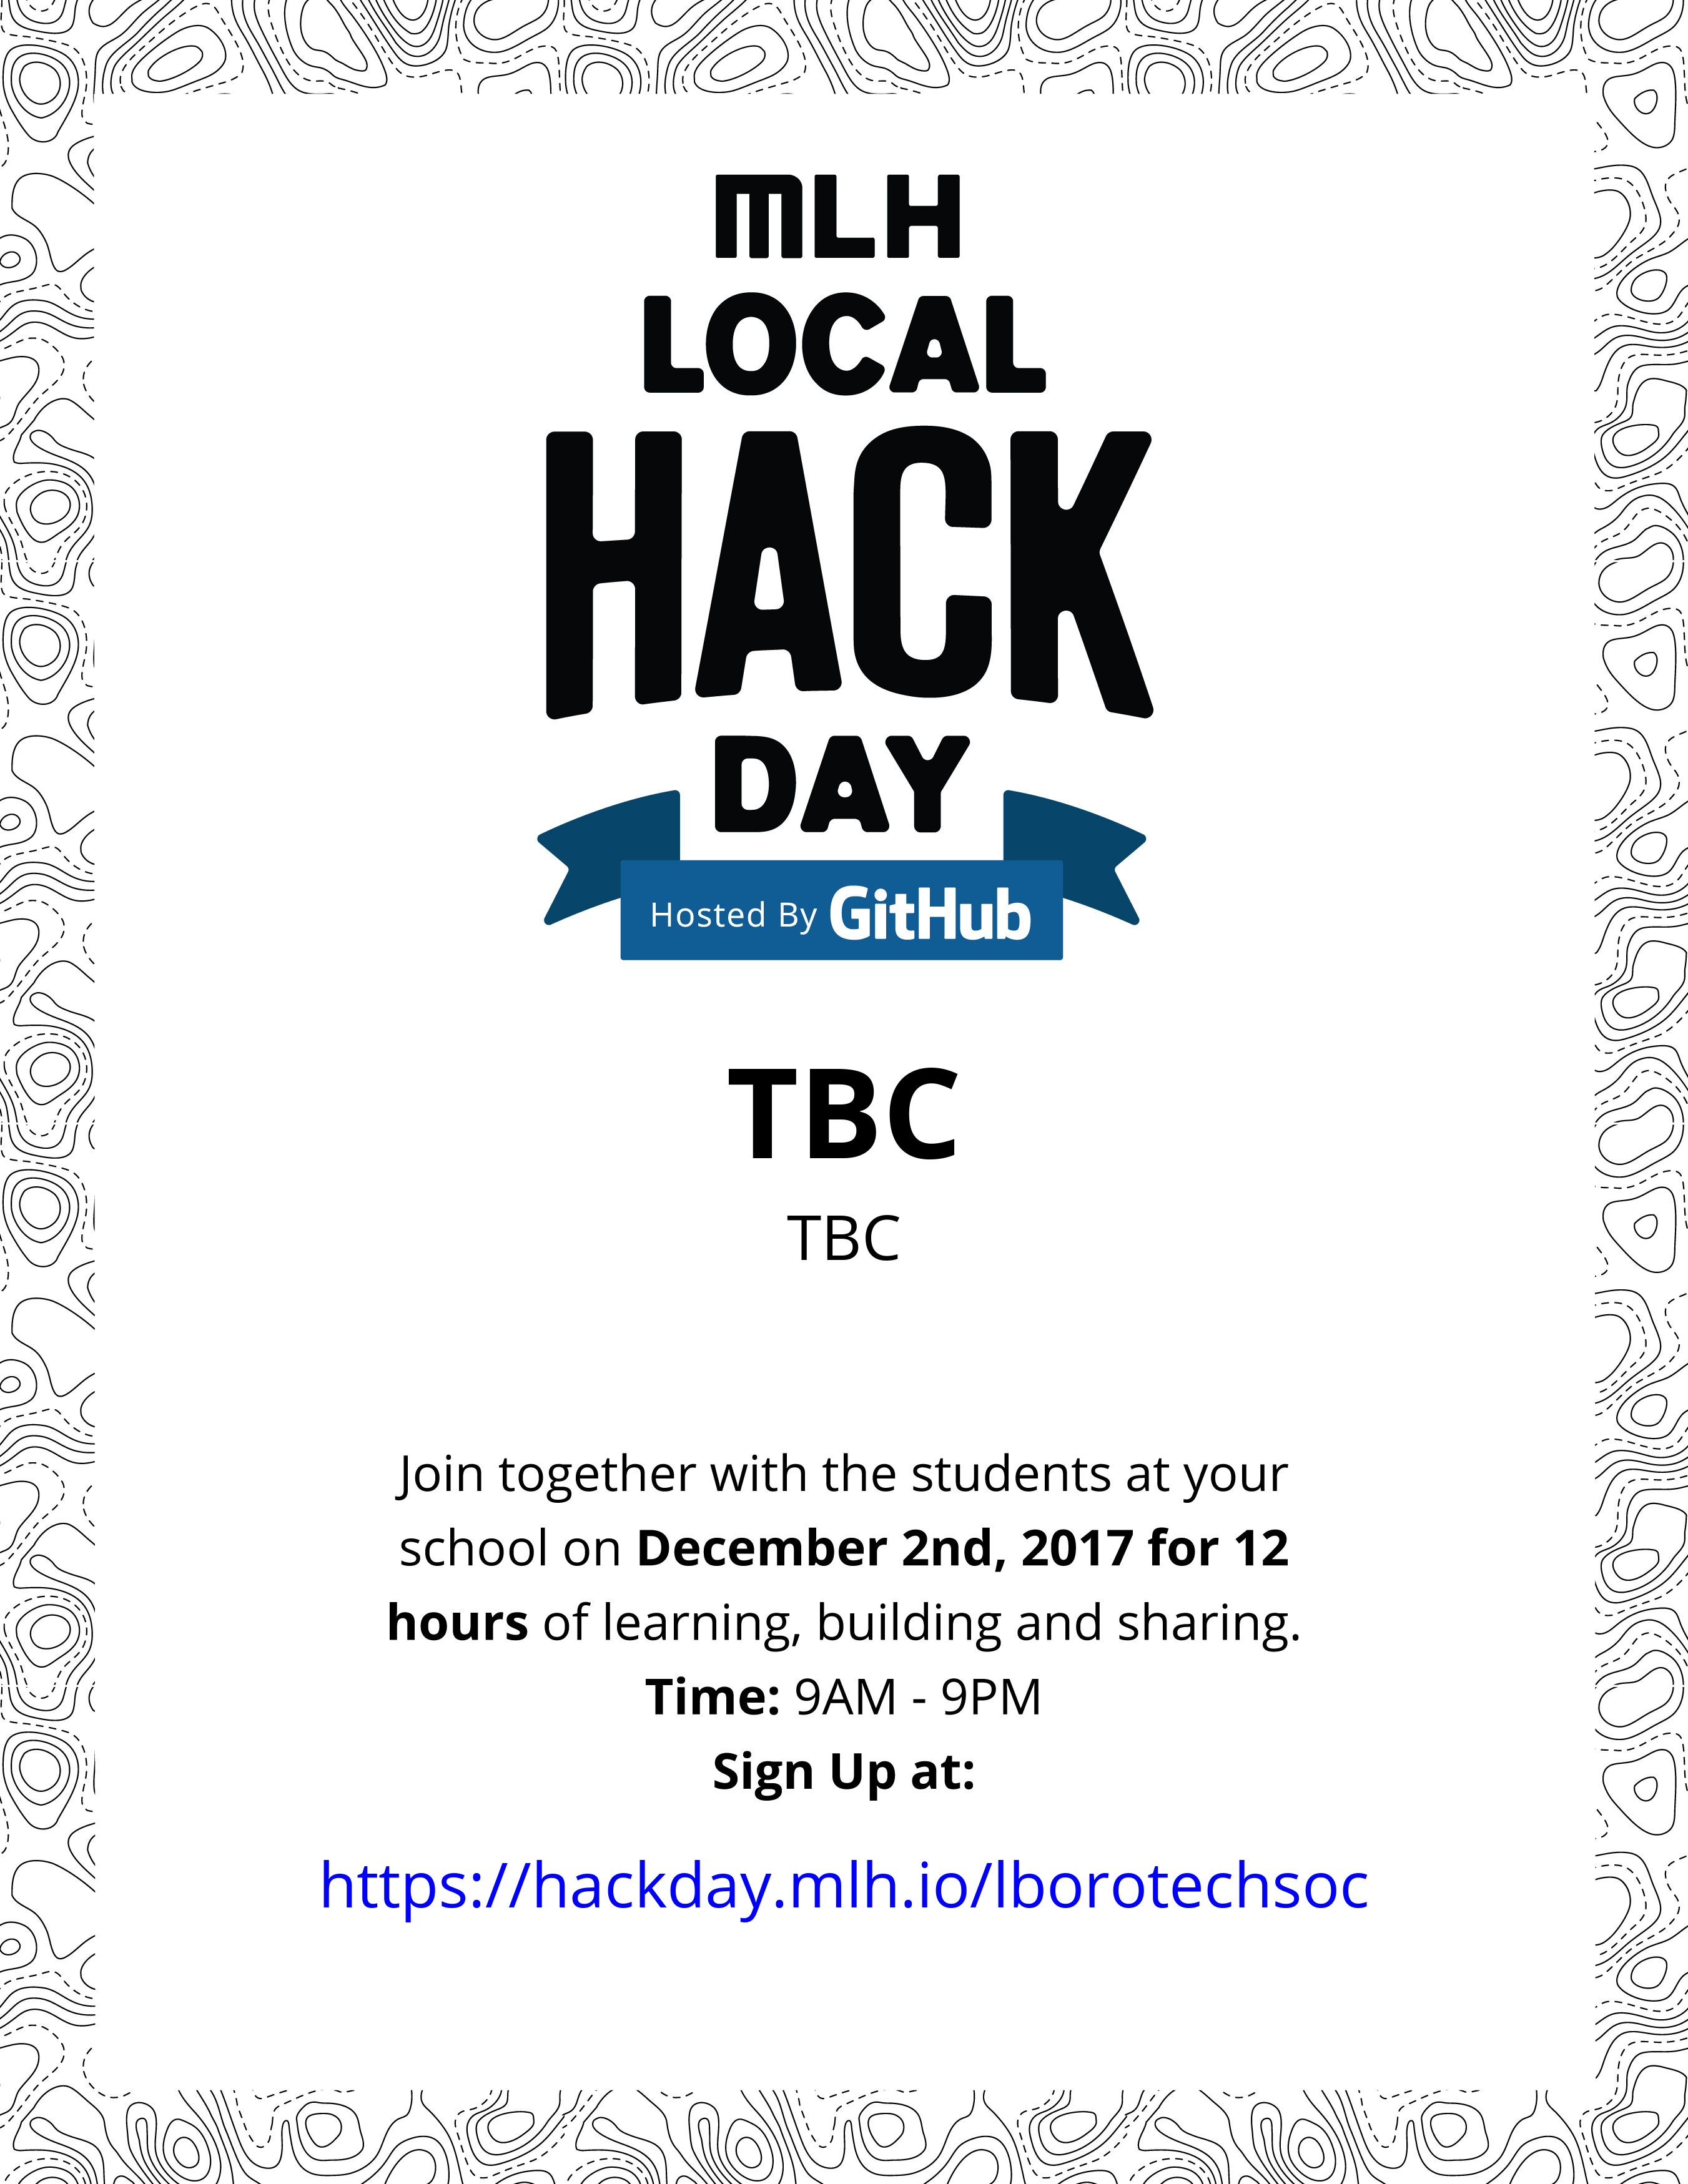 MLH
LOCAL
HACK
DAY
Hosted By GitHub
TBC
TBC
Join together with the students at your
school on December 2nd, 2017 for 12
hours of learning, building and sharing.
Time: 9AM - 9PM
Sign Up at:
https://hackday.mlh.io/lborotechsoc